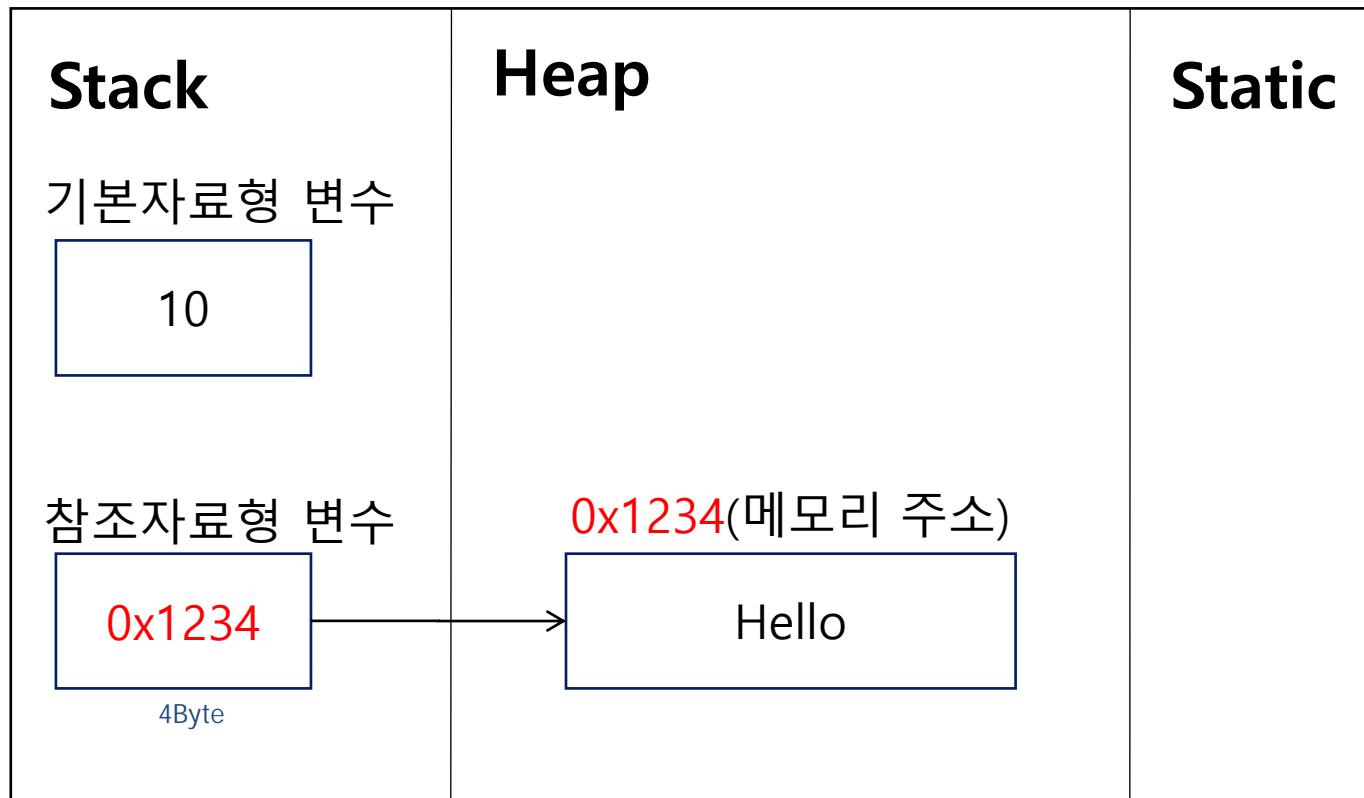 Stack
Heap
Static
기본자료형 변수
10
참조자료형 변수
0x1234(메모리 주소)
0x1234
Hello
4Byte